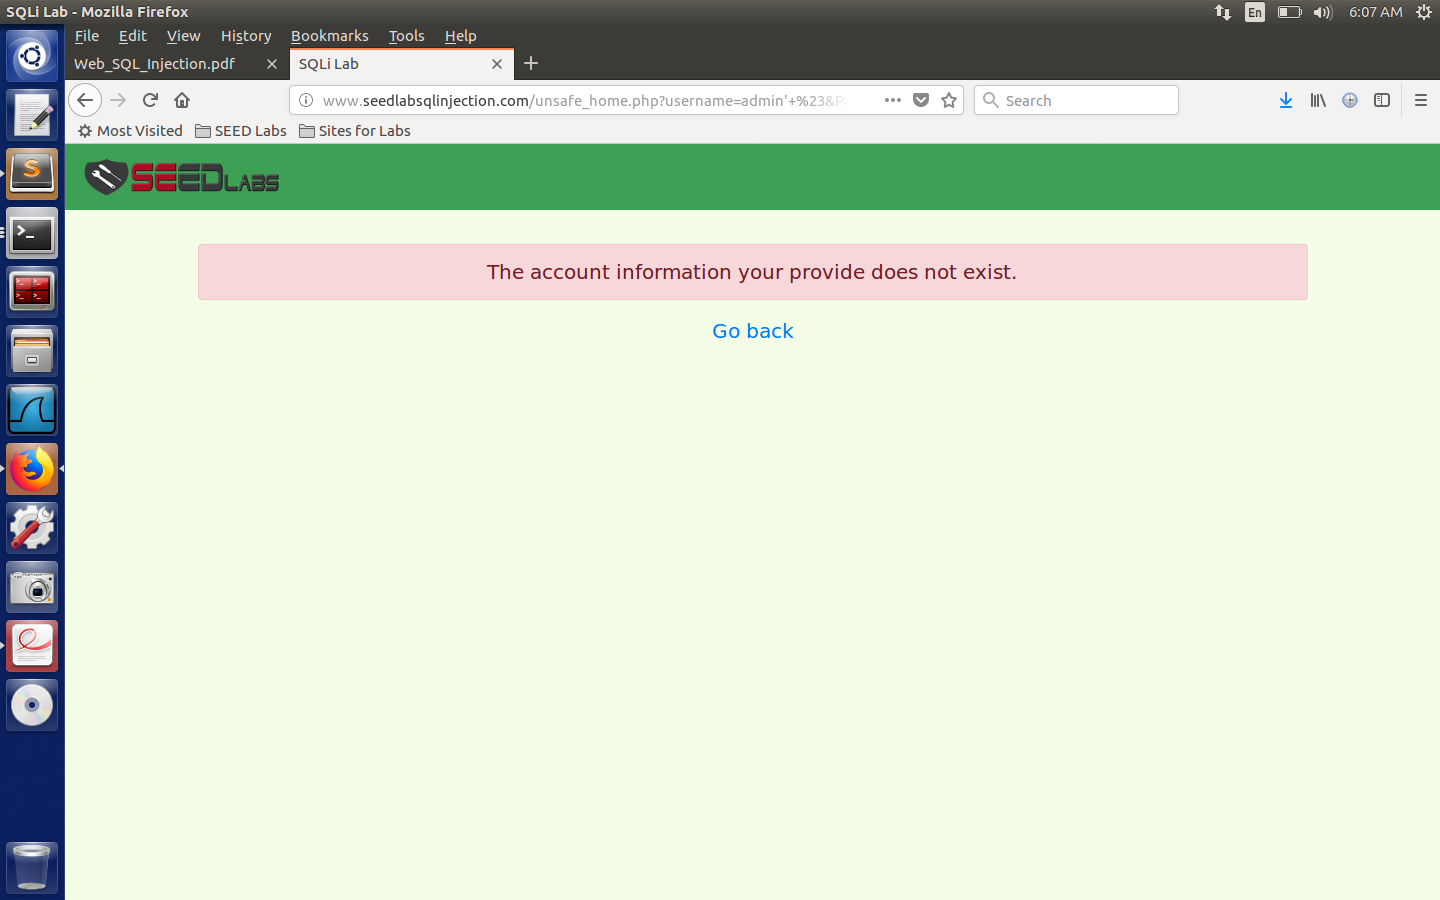 SQLi Lab - Mozilla Firefox
En
6:07 AM
File Edit View History Bookmarks Tools Help
Web_SQL_Injection.pdf
SQLi Lab
www.seedlabsqlinjection.com/unsafe_home.php?username=admin'+%23&P
Search
Most Visited SEED Labs Sites for Labs
SEEDLABS
The account information your provide does not exist.
Go back